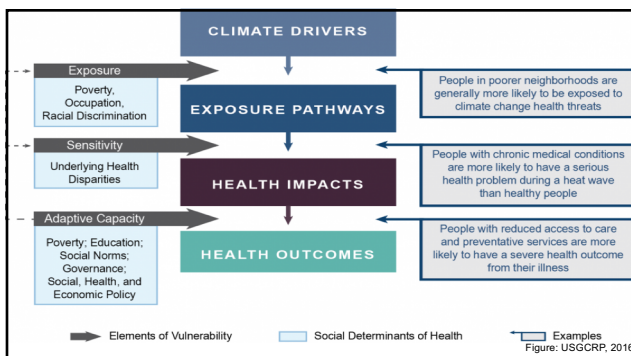 CLIMATE DRIVERS
Exposure
Poverty,
Occupation,
Racial Discrimination
People in poorer neighborhoods are
generally more likely to be exposed to
climate change health threats
EXPOSURE PATHWAYS
Sensitivity
Underlying Health
Disparities
People with chronic medical conditions
are more likely to have a serious
health problem during a heat wave
than healthy people
HEALTH IMPACTS
Adaptive Capacity
Poverty; Education;
Social Norms;
Governance;
Social, Health, and
Economic Policy
People with reduced access to care
and preventative services are more
likely to have a severe health outcome
from their illness
HEALTH OUTCOMES
Elements of Vulnerability
Social Determinants of Health
Examples
Figure: USGCRP, 2016